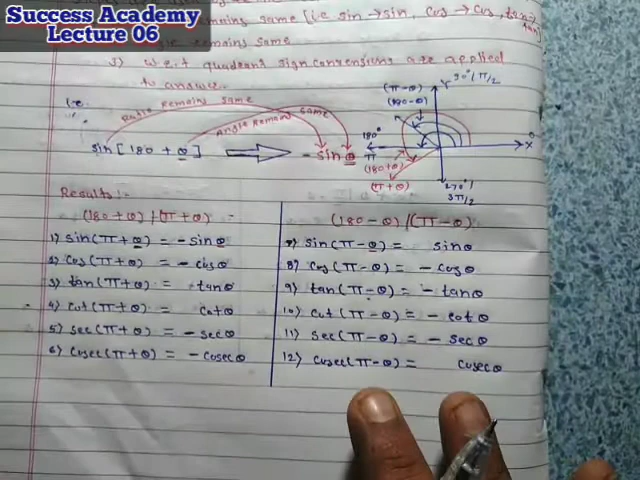 Success Academy
Lecture 06
remains same [i.e sin → sin, cos → cos, tan → tan]
remains same
3) w.r.t quadrant sign convensions are applied
to answer.
i.e.
Ratio Remains same
Angle Remains same
sin [180 + θ] ⟹ - sin θ
(π-θ)
(180-θ)
Y 90°/π/2
180°
π
0°
X
(180+θ)
(π+θ)
270°/
3π/2
Results:-
(180+θ) / (π+θ)
1) sin(π+θ) = -sinθ
2) cos(π+θ) = -cosθ
3) tan(π+θ) = tanθ
4) cot(π+θ) = cotθ
5) sec(π+θ) = -secθ
6) cosec(π+θ) = -cosecθ
(180-θ) / (π-θ)
7) sin(π-θ) = sinθ
8) cos(π-θ) = -cosθ
9) tan(π-θ) = -tanθ
10) cot(π-θ) = -cotθ
11) sec(π-θ) = -secθ
12) cosec(π-θ) = cosecθ